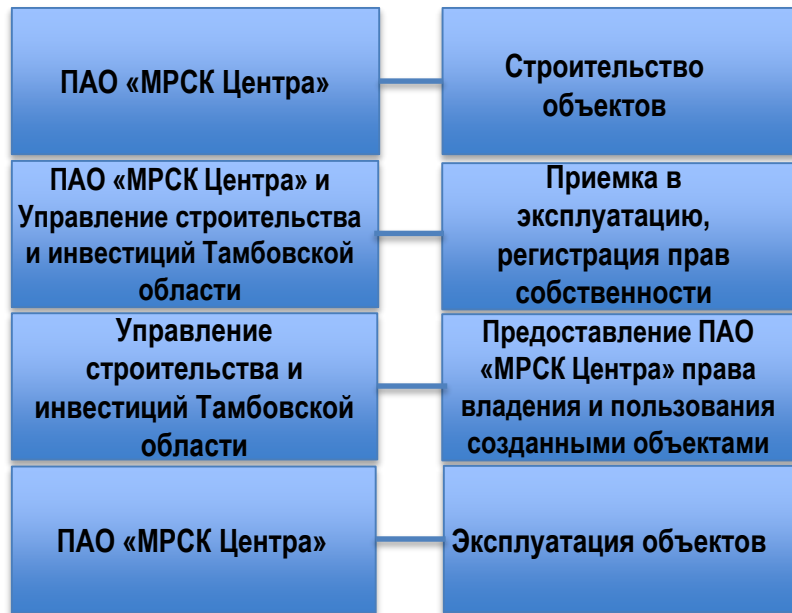 ПАО «МРСК Центра»
Строительство
объектов
ПАО «МРСК Центра» и
Управление строительства
и инвестиций Тамбовской
области
Приемка в
эксплуатацию,
регистрация прав
собственности
Управление
строительства и
инвестиций Тамбовской
области
Предоставление ПАО
«МРСК Центра» права
владения и пользования
созданными объектами
ПАО «МРСК Центра»
Эксплуатация объектов